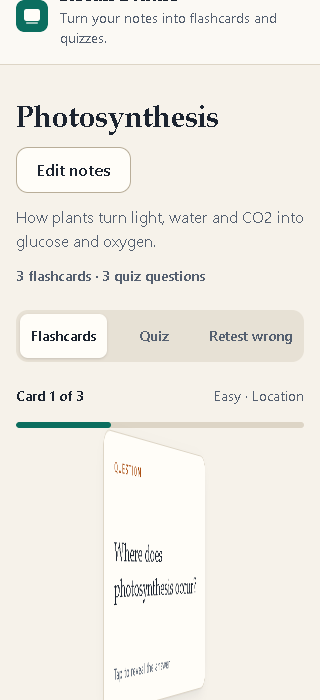 Turn your notes into flashcards and
quizzes.
Photosynthesis
Edit notes
How plants turn light, water and CO2 into
glucose and oxygen.
3 flashcards · 3 quiz questions
Flashcards Quiz Retest wrong
Card 1 of 3 Easy · Location
QUESTION
Where does
photosynthesis occur?
Tap to reveal the answer